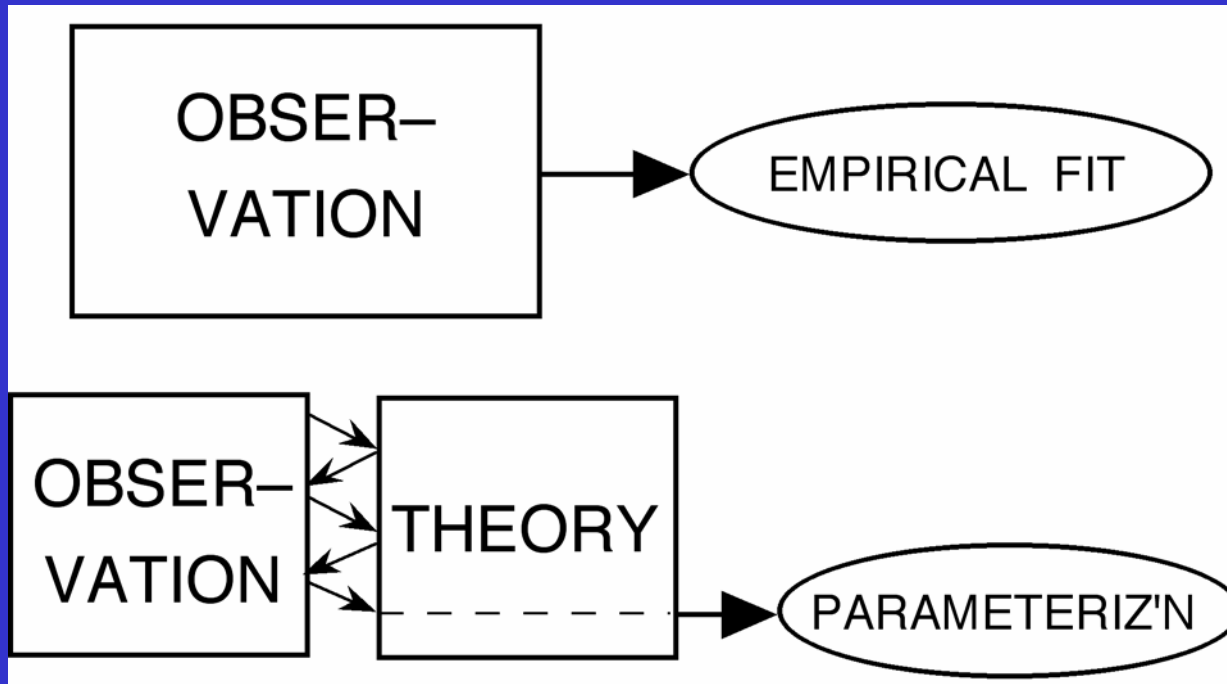 OBSER–
VATION
EMPIRICAL FIT
OBSER–
VATION
THEORY
PARAMETERIZ'N